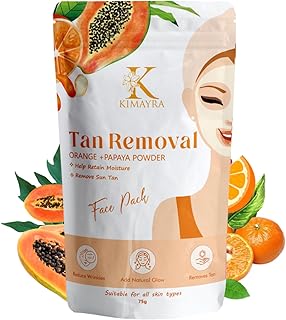 K
KIMAYRA
Tan Removal
ORANGE +PAPAYA POWDER
Help Retain Moisture
Remove Sun Tan
Face Pack
Reduce Wrinkles
Add Natural Glow
Removes Tan
Suitable for all skin types
75g